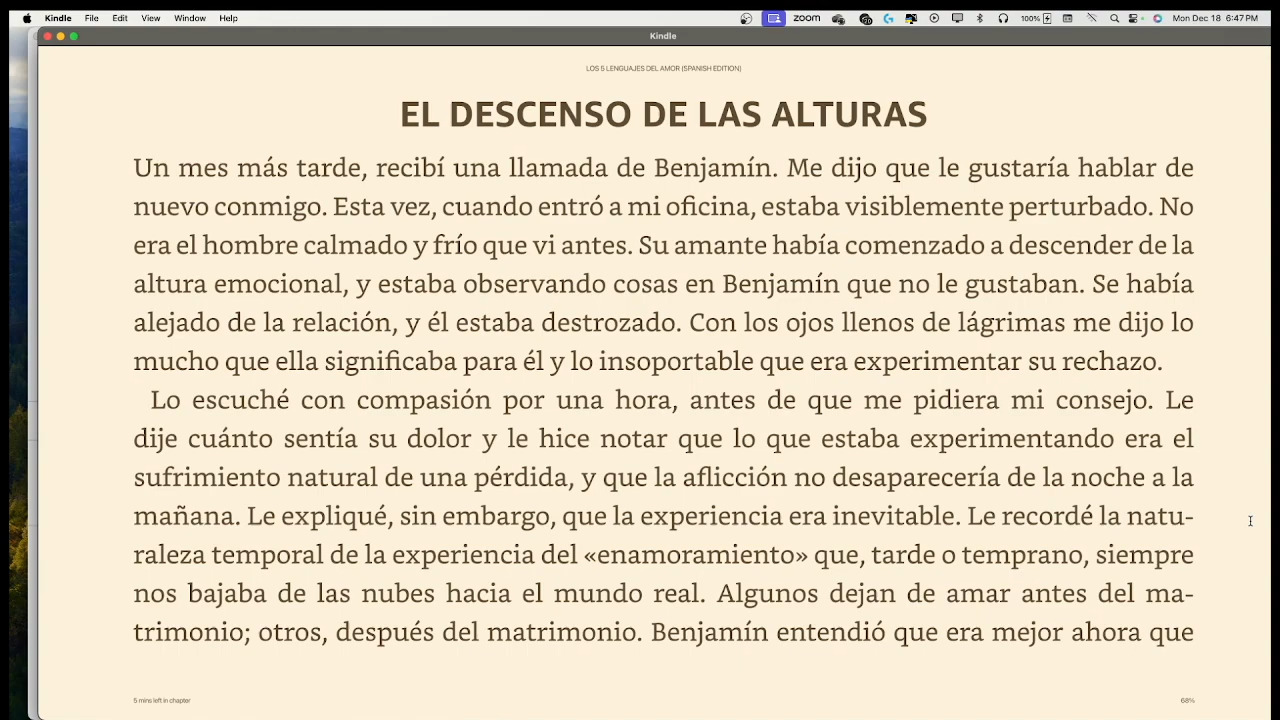 Kindle File Edit View Window Help
zoom
100%
Mon Dec 18 6:47 PM
Kindle
LOS 5 LENGUAJES DEL AMOR (SPANISH EDITION)
EL DESCENSO DE LAS ALTURAS
Un mes más tarde, recibí una llamada de Benjamín. Me dijo que le gustaría hablar de
nuevo conmigo. Esta vez, cuando entró a mi oficina, estaba visiblemente perturbado. No
era el hombre calmado y frío que vi antes. Su amante había comenzado a descender de la
altura emocional, y estaba observando cosas en Benjamín que no le gustaban. Se había
alejado de la relación, y él estaba destrozado. Con los ojos llenos de lágrimas me dijo lo
mucho que ella significaba para él y lo insoportable que era experimentar su rechazo.
Lo escuché con compasión por una hora, antes de que me pidiera mi consejo. Le
dije cuánto sentía su dolor y le hice notar que lo que estaba experimentando era el
sufrimiento natural de una pérdida, y que la aflicción no desaparecería de la noche a la
mañana. Le expliqué, sin embargo, que la experiencia era inevitable. Le recordé la natu-
raleza temporal de la experiencia del «enamoramiento» que, tarde o temprano, siempre
nos bajaba de las nubes hacia el mundo real. Algunos dejan de amar antes del ma-
trimonio; otros, después del matrimonio. Benjamín entendió que era mejor ahora que
5 mins left in chapter
68%